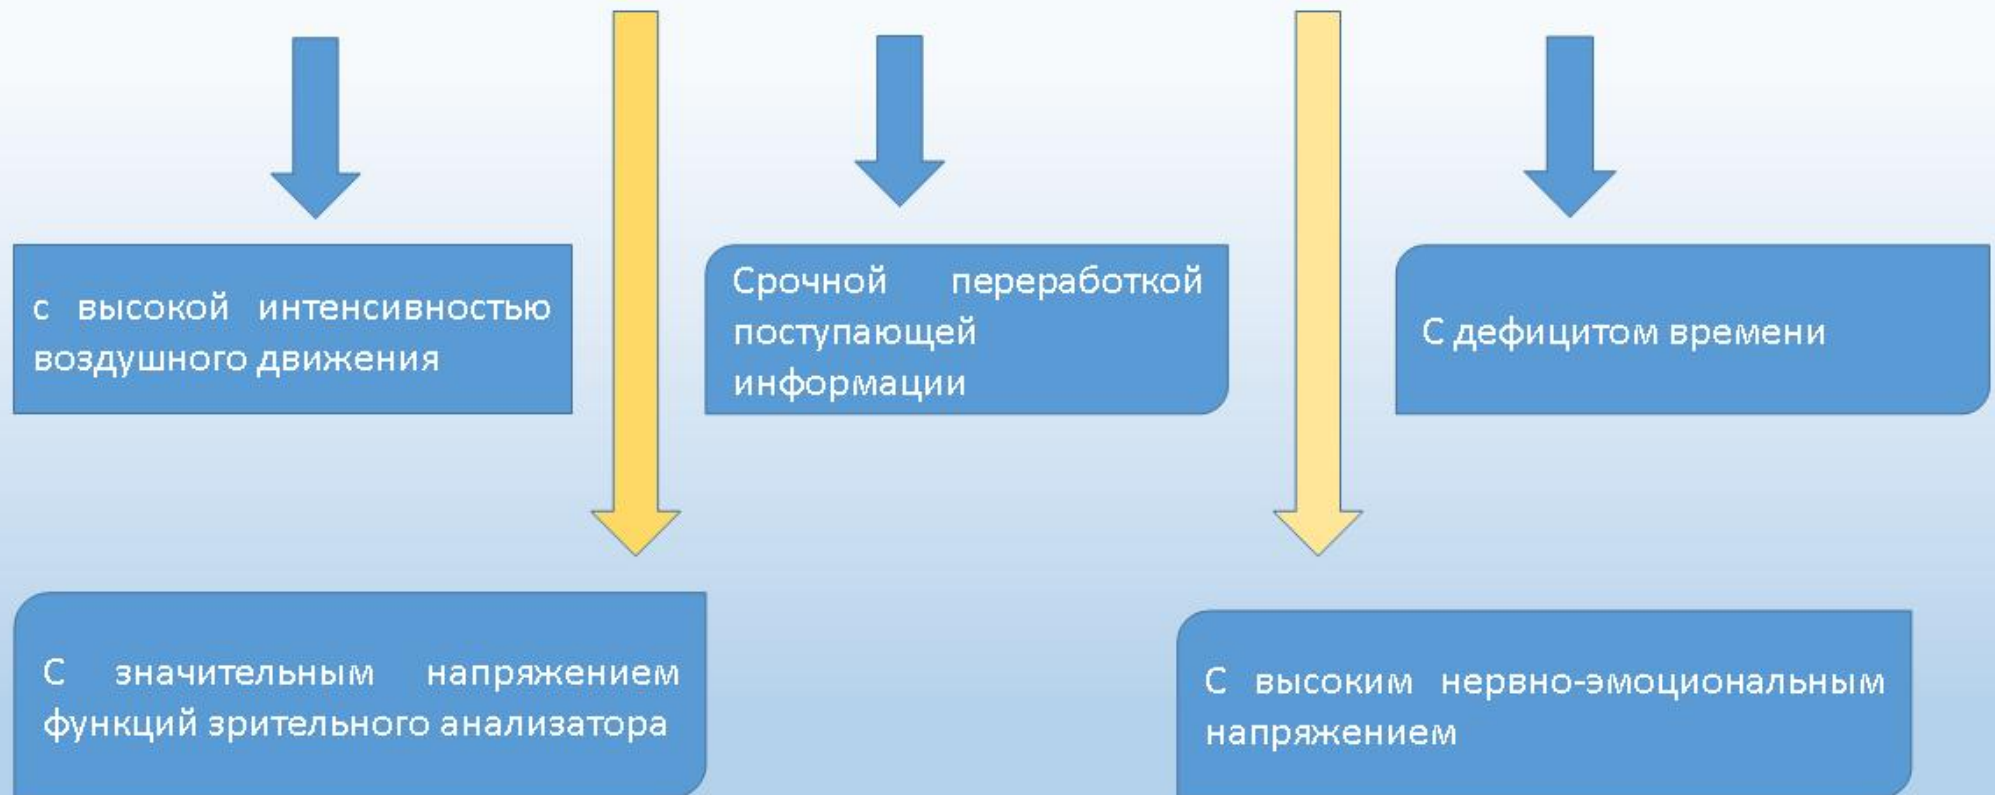 с высокой интенсивностью
воздушного движения
Срочной переработкой
поступающей
информации
С дефицитом времени
С значительным напряжением
функций зрительного анализатора
С высоким нервно-эмоциональным
напряжением